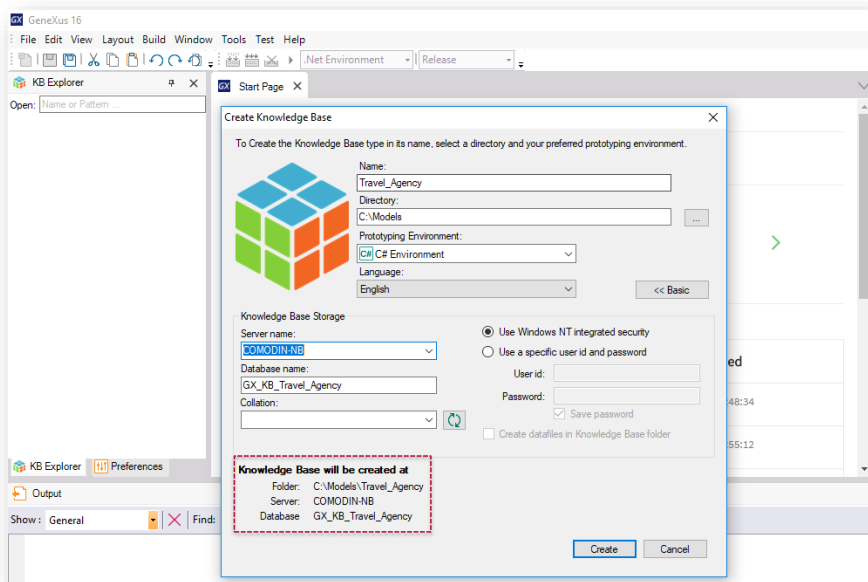 GX GeneXus 16
File Edit View Layout Build Window Tools Test Help
.Net Environment Release
KB Explorer
GX Start Page
Open: Name or Pattern ...
Create Knowledge Base
To Create the Knowledge Base type in its name, select a directory and your preferred prototyping environment.
Name:
Travel_Agency
Directory:
C:\Models
...
Prototyping Environment:
C# C# Environment
Language:
English
<< Basic
Knowledge Base Storage
Server name:
COMODIN-NB
Database name:
GX_KB_Travel_Agency
Collation:
Use Windows NT integrated security
Use a specific user id and password
User id:
Password:
Save password
Create datafiles in Knowledge Base folder
ed
:48:34
:55:12
Knowledge Base will be created at
Folder: C:\Models\Travel_Agency
Server: COMODIN-NB
Database GX_KB_Travel_Agency
Create Cancel
KB Explorer Preferences
Output
Show: General Find: